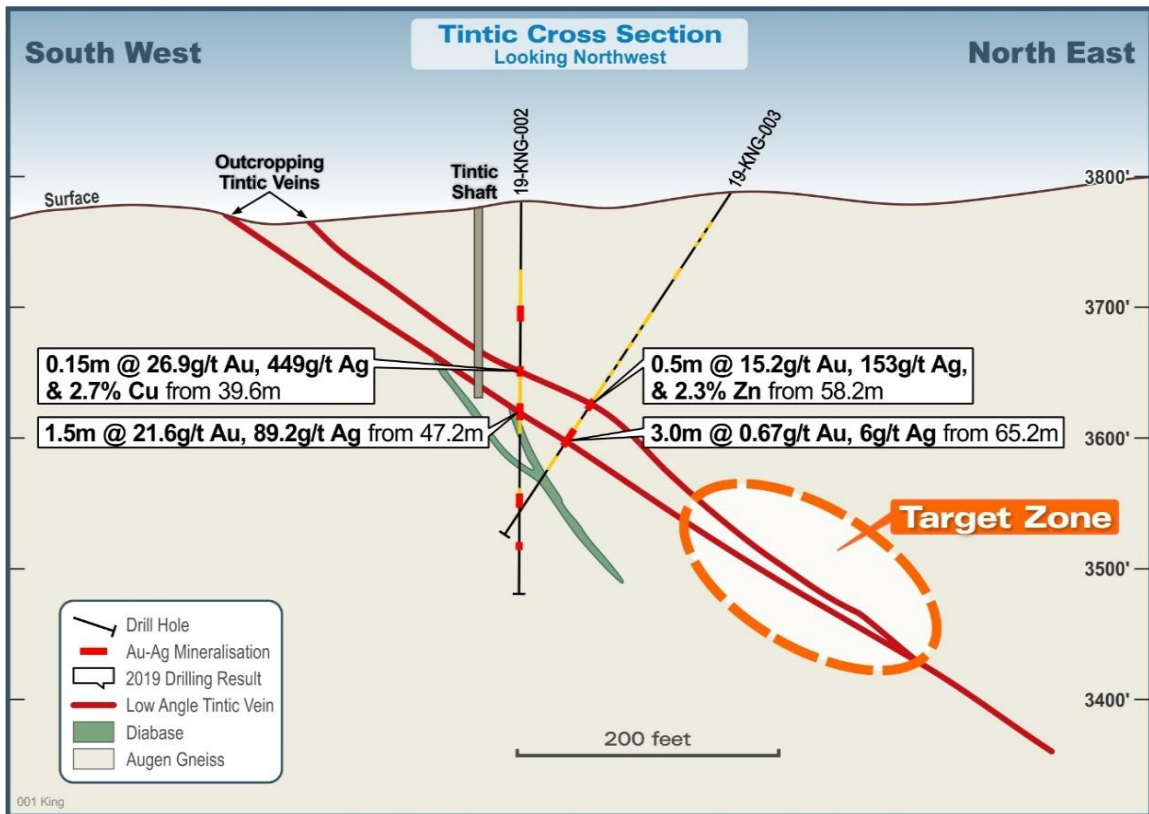 Tintic Cross Section
Looking Northwest
South West
North East
19-KNG-002
19-KNG-003
Outcropping
Tintic Veins
Tintic
Shaft
Surface
3800'
3700'
3600'
3500'
3400'
0.15m @ 26.9g/t Au, 449g/t Ag
& 2.7% Cu from 39.6m
1.5m @ 21.6g/t Au, 89.2g/t Ag from 47.2m
0.5m @ 15.2g/t Au, 153g/t Ag,
& 2.3% Zn from 58.2m
3.0m @ 0.67g/t Au, 6g/t Ag from 65.2m
Target Zone
Drill Hole
Au-Ag Mineralisation
2019 Drilling Result
Low Angle Tintic Vein
Diabase
Augen Gneiss
200 feet
001 King